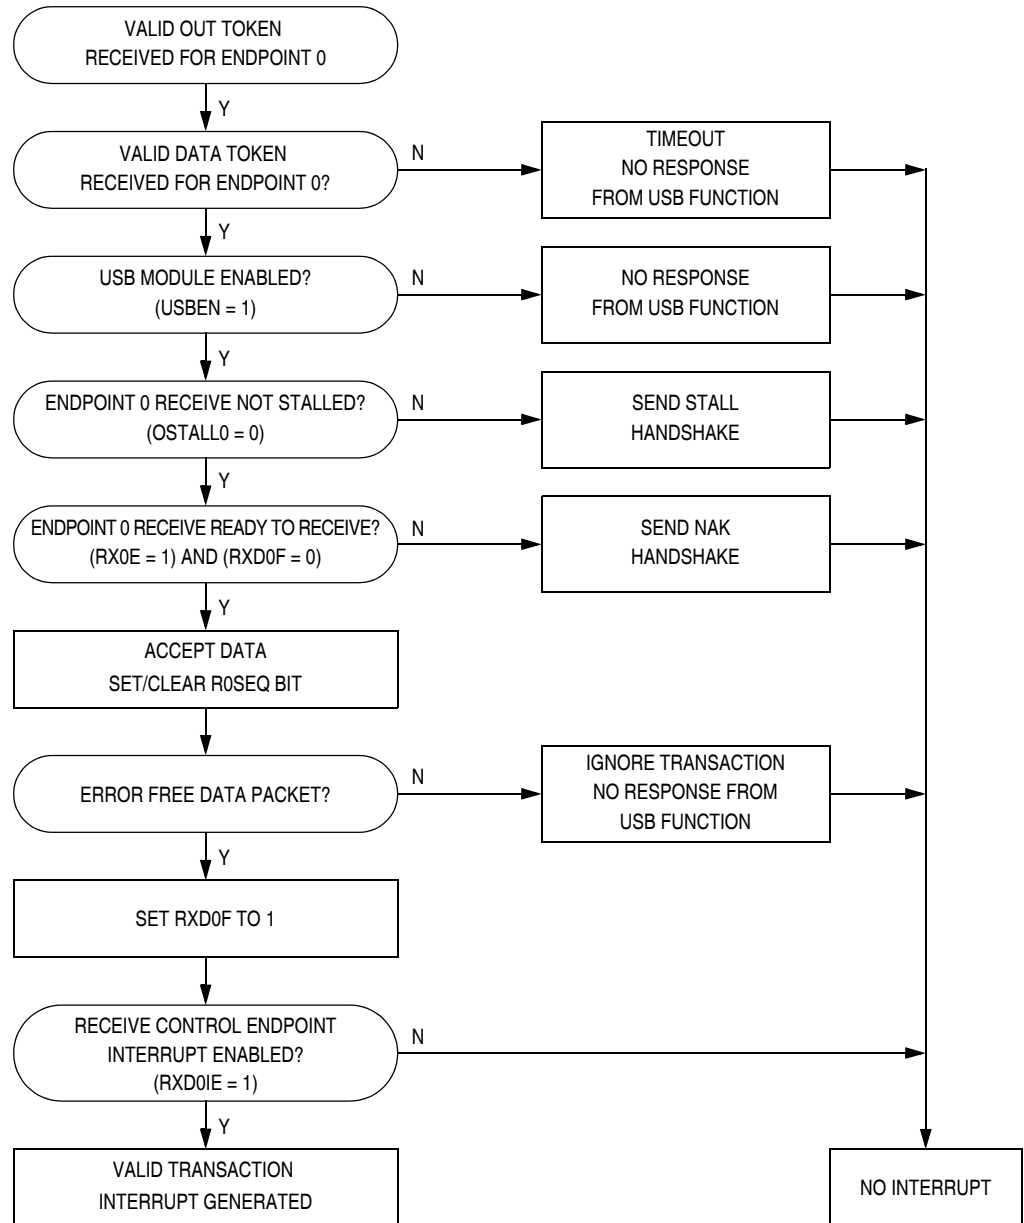 VALID OUT TOKEN
RECEIVED FOR ENDPOINT 0
Y
VALID DATA TOKEN
RECEIVED FOR ENDPOINT 0?
N
TIMEOUT
NO RESPONSE
FROM USB FUNCTION
Y
USB MODULE ENABLED?
(USBEN = 1)
N
NO RESPONSE
FROM USB FUNCTION
Y
ENDPOINT 0 RECEIVE NOT STALLED?
(OSTALL0 = 0)
N
SEND STALL
HANDSHAKE
Y
ENDPOINT 0 RECEIVE READY TO RECEIVE?
(RX0E = 1) AND (RXD0F = 0)
N
SEND NAK
HANDSHAKE
Y
ACCEPT DATA
SET/CLEAR R0SEQ BIT
ERROR FREE DATA PACKET?
N
IGNORE TRANSACTION
NO RESPONSE FROM
USB FUNCTION
Y
SET RXD0F TO 1
RECEIVE CONTROL ENDPOINT
INTERRUPT ENABLED?
(RXD0IE = 1)
N
Y
VALID TRANSACTION
INTERRUPT GENERATED
NO INTERRUPT